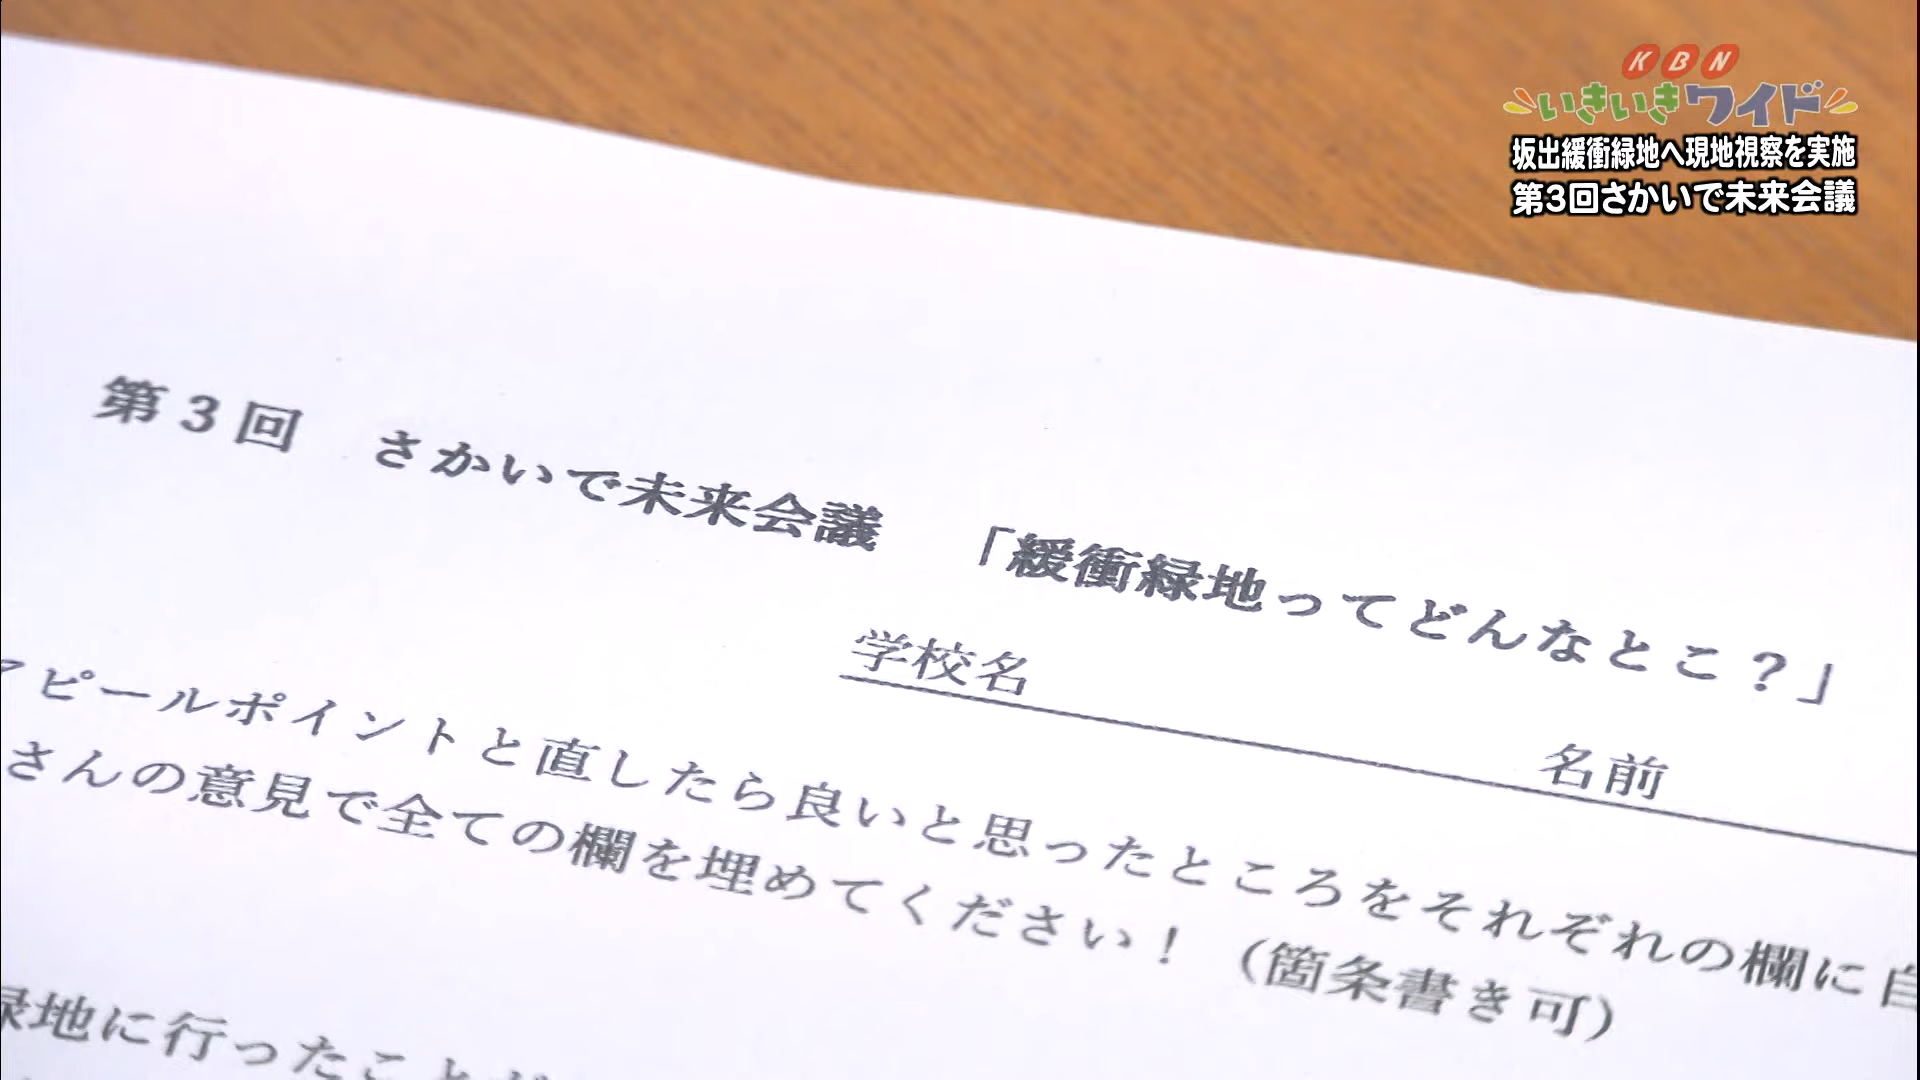 KBN
いきいきワイド
坂出緩衝緑地へ現地視察を実施
第3回さかいで未来会議
第3回 さかいで未来会議 「緩衝緑地ってどんなとこ?」
学校名 名前
アピールポイントと直したら良いと思ったところをそれぞれの欄に自
さんの意見で全ての欄を埋めてください!(箇条書き可)
緑地に行ったことが